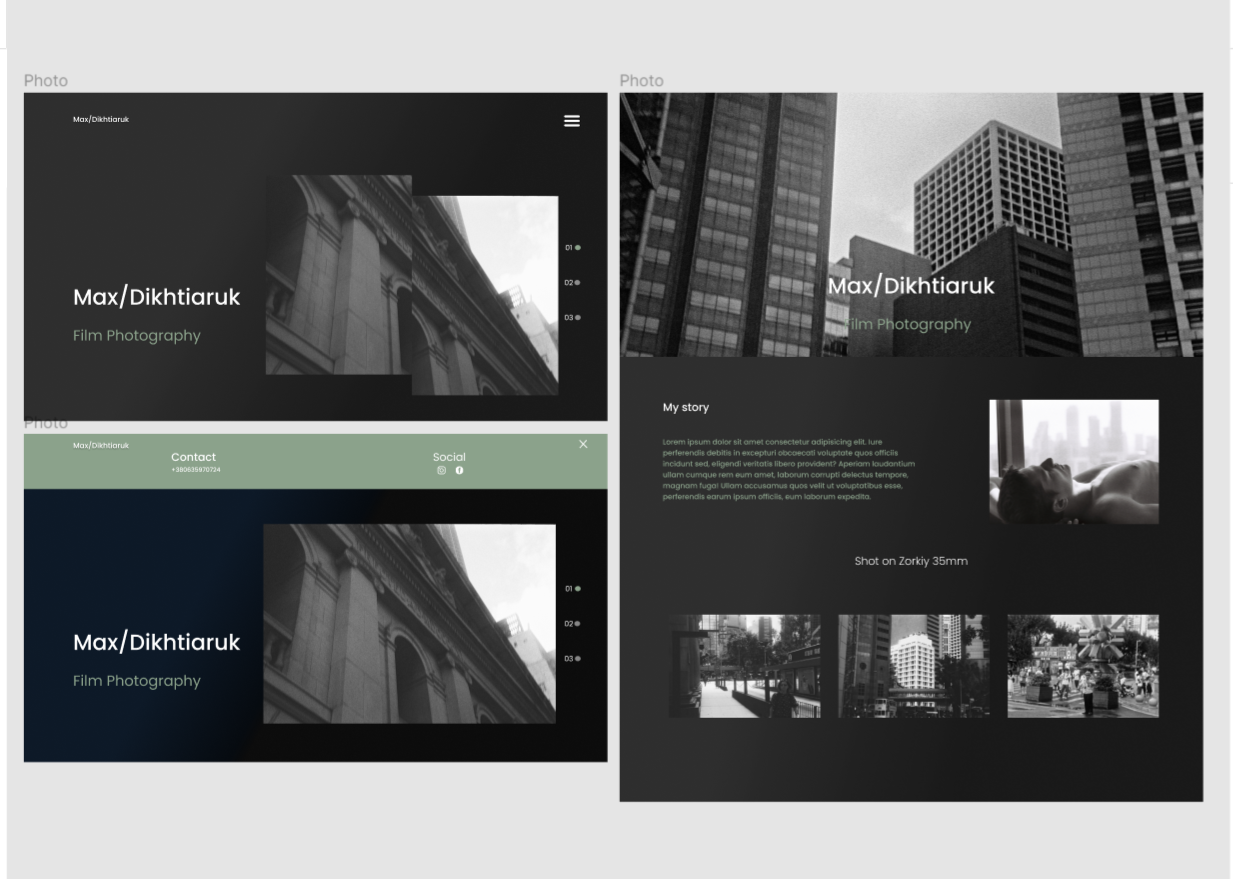 Photo
Max/Dikhtiaruk
01
02
03
Max/Dikhtiaruk
Film Photography
Photo
Max/Dikhtiaruk
Contact
+380635970724
Social
01
02
03
Max/Dikhtiaruk
Film Photography
Photo
Max/Dikhtiaruk
Film Photography
My story
Lorem ipsum dolor sit amet consectetur adipisicing elit. Iure
perferendis debitis in excepturi obcaecati voluptate quos officiis
incidunt sed, eligendi veritatis libero provident? Aperiam laudantium
ullam cumque rem eum amet, laborum corrupti delectus tempore,
magnam fuga! Ullam accusamus quos velit ut voluptatibus esse,
perferendis earum ipsum officiis, eum laborum expedita.
Shot on Zorkiy 35mm